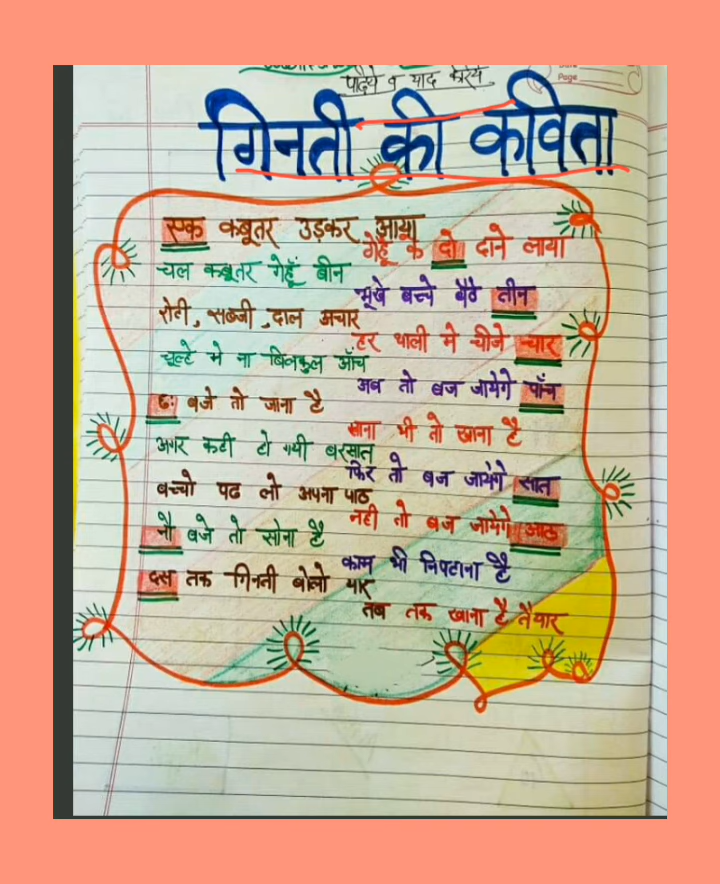 Page
पढिये व याद करिये
गिनती की कविता
एक कबूतर उड़कर आया
गेहूँ के दो दाने लाया
चल कबूतर गेहूँ बीन
भूखे बच्चे बैठे तीन
रोटी, सब्जी, दाल अचार
हर थाली मे चीजे चार
चूल्हे मे ना बिलकुल आँच
अब तो बज जायेगे पाँच
छः बजे तो जाना है
खाना भी तो खाना है
अगर कही हो गयी बरसात
फिर तो बज जायेगे सात
बच्चो पढ लो अपना पाठ
नही तो बज जायेगे आठ
नौ बजे तो सोना है
काम भी निपटाना है
दस तक गिनती बोलो यार
तब तक खाना है तैयार